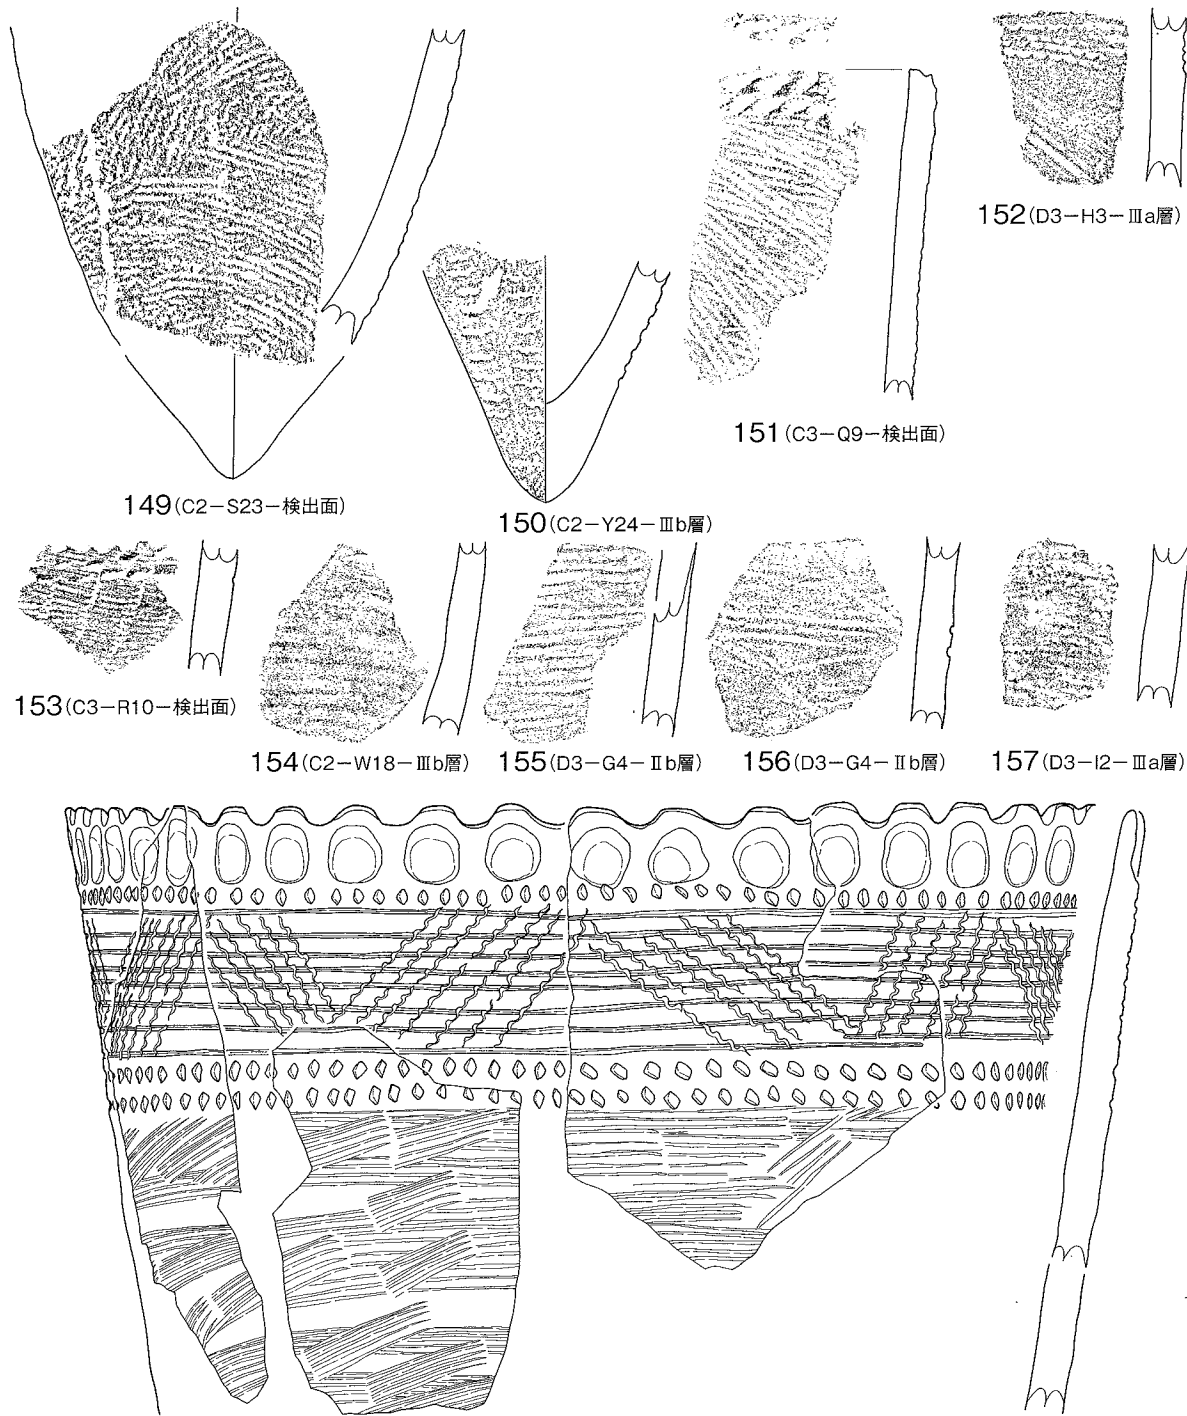 152(D3-H3-Ⅲa層)
151(C3-Q9-検出面)
149(C2-S23-検出面)
150(C2-Y24-Ⅲb層)
153(C3-R10-検出面)
154(C2-W18-Ⅲb層)
155(D3-G4-Ⅱb層)
156(D3-G4-Ⅱb層)
157(D3-I2-Ⅲa層)